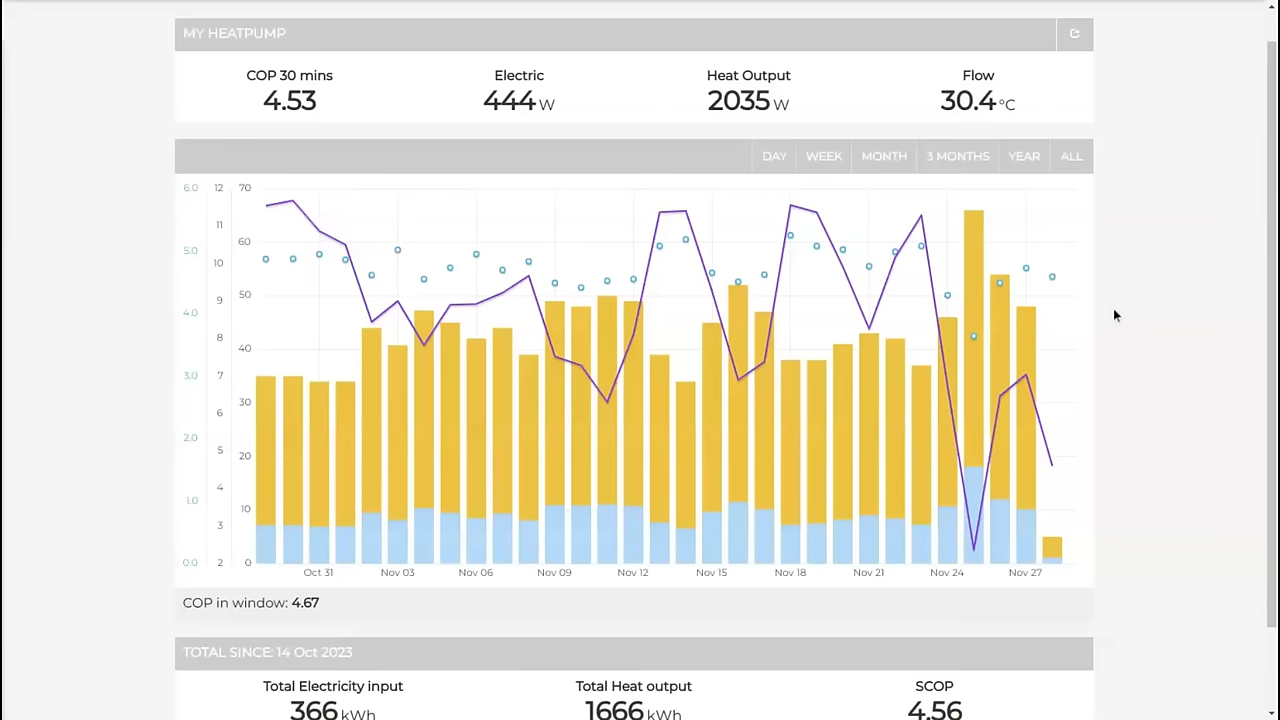 MY HEATPUMP
COP 30 mins Electric Heat Output Flow
4.53 444 W 2035 W 30.4 °C
DAY WEEK MONTH 3 MONTHS YEAR ALL
6.0 12 70
11
60
5.0 10
50
9
4.0
8
40
3.0 7
30
6
2.0
5
20
4
1.0
10
3
0.0 2 0
Oct 31 Nov 03 Nov 06 Nov 09 Nov 12 Nov 15 Nov 18 Nov 21 Nov 24 Nov 27
COP in window: 4.67
TOTAL SINCE: 14 Oct 2023
Total Electricity input Total Heat output SCOP
366 kWh 1666 kWh 4.56